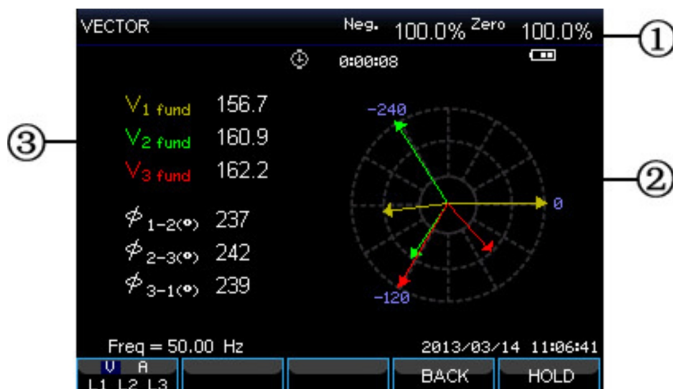 VECTOR Neg. 100.0% Zero 100.0%
①
0:00:08
V1 fund 156.7
V2 fund 160.9
V3 fund 162.2
③
②
-240
0
-120
ϕ1-2(°) 237
ϕ2-3(°) 242
ϕ3-1(°) 239
Freq = 50.00 Hz 2013/03/14 11:06:41
V A
L1 L2 L3
BACK
HOLD